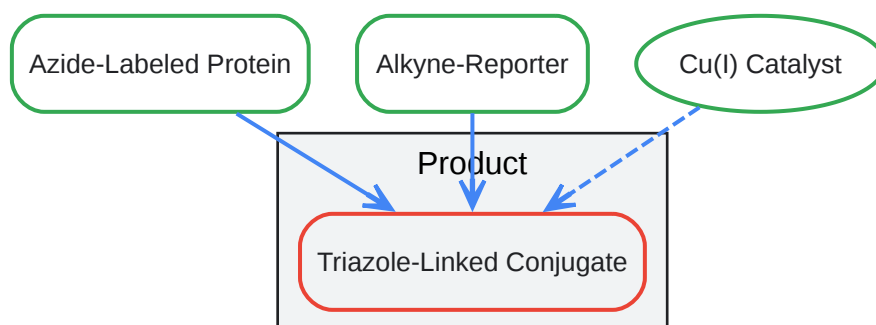 Azide-Labeled Protein
Alkyne-Reporter
Cu(I) Catalyst
Product
Triazole-Linked Conjugate